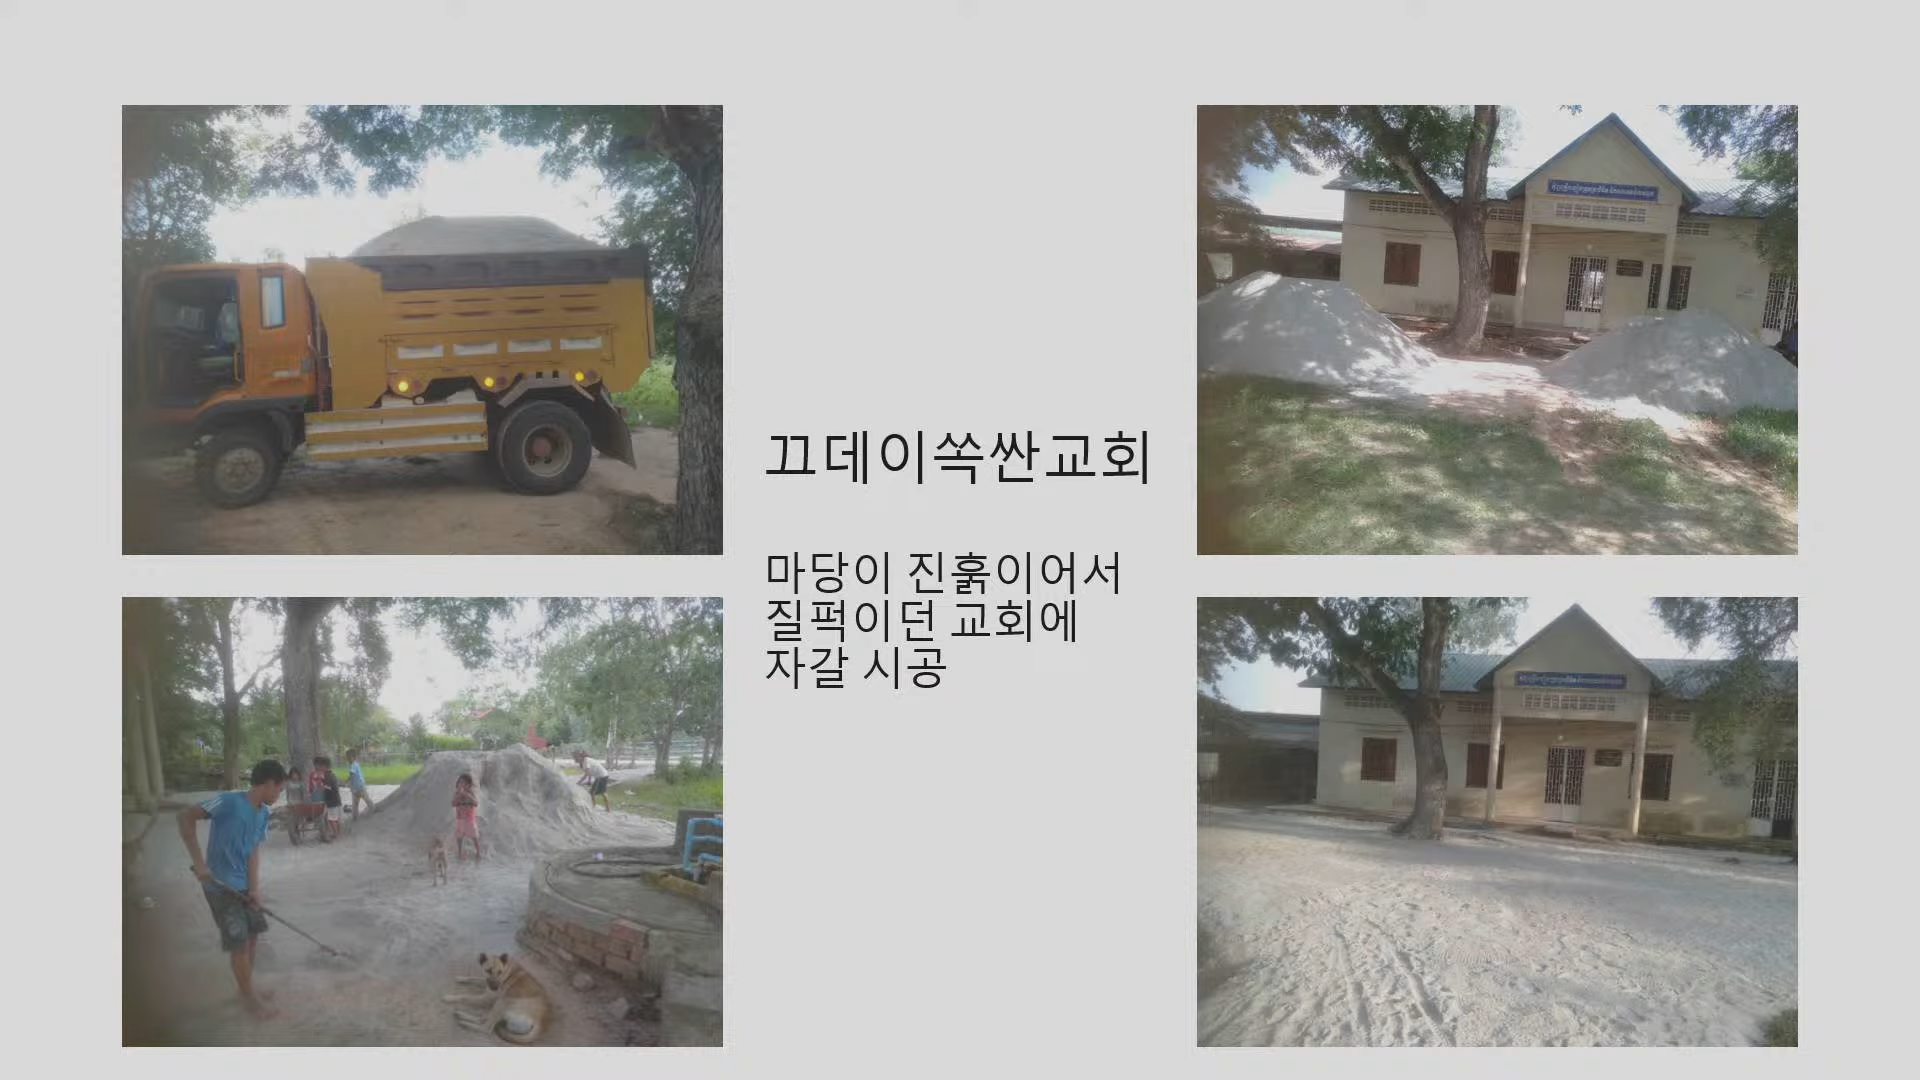 끄데이쏙싼교회
마당이 진흙이어서
질퍽이던 교회에
자갈 시공